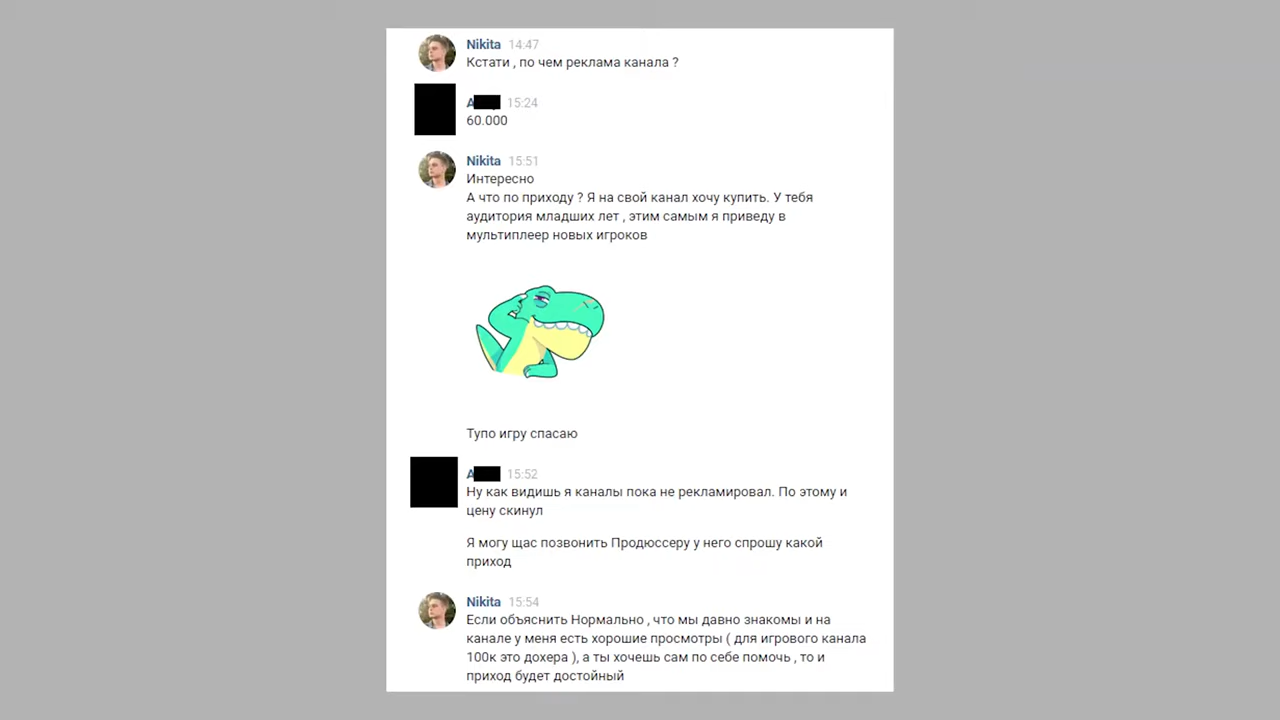 Nikita 14:47
Кстати , по чем реклама канала ?
A 15:24
60.000
Nikita 15:51
Интересно
А что по приходу ? Я на свой канал хочу купить. У тебя
аудитория младших лет , этим самым я приведу в
мультиплеер новых игроков
Тупо игру спасаю
A 15:52
Ну как видишь я каналы пока не рекламировал. По этому и
цену скинул
Я могу щас позвонить Продюссеру у него спрошу какой
приход
Nikita 15:54
Если объяснить Нормально , что мы давно знакомы и на
канале у меня есть хорошие просмотры ( для игрового канала
100к это дохера ), а ты хочешь сам по себе помочь , то и
приход будет достойный